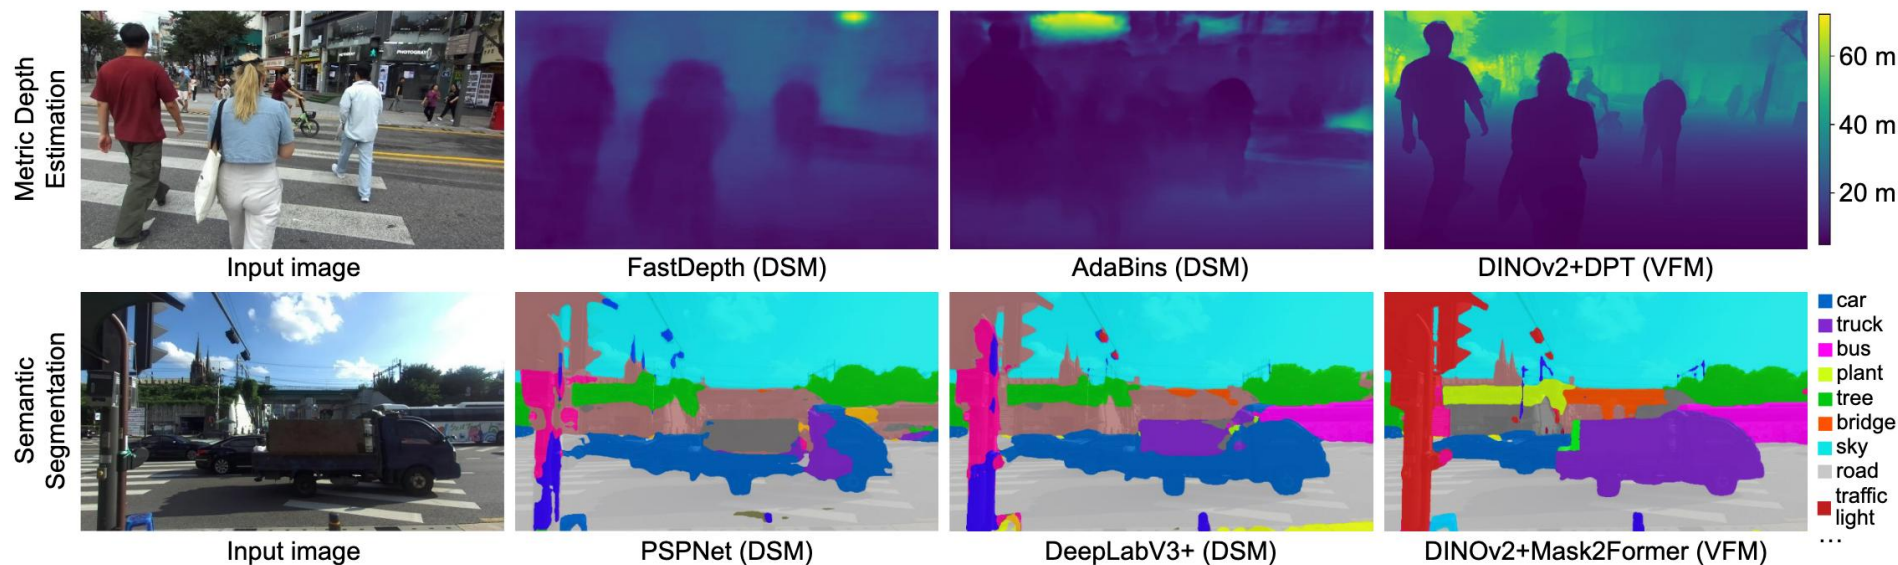 Metric Depth
Estimation
PHOTOGRAY
60 m
40 m
20 m
Input image
FastDepth (DSM)
AdaBins (DSM)
DINOv2+DPT (VFM)
Semantic
Segmentation
car
truck
bus
plant
tree
bridge
sky
road
traffic
light
...
Input image
PSPNet (DSM)
DeepLabV3+ (DSM)
DINOv2+Mask2Former (VFM)